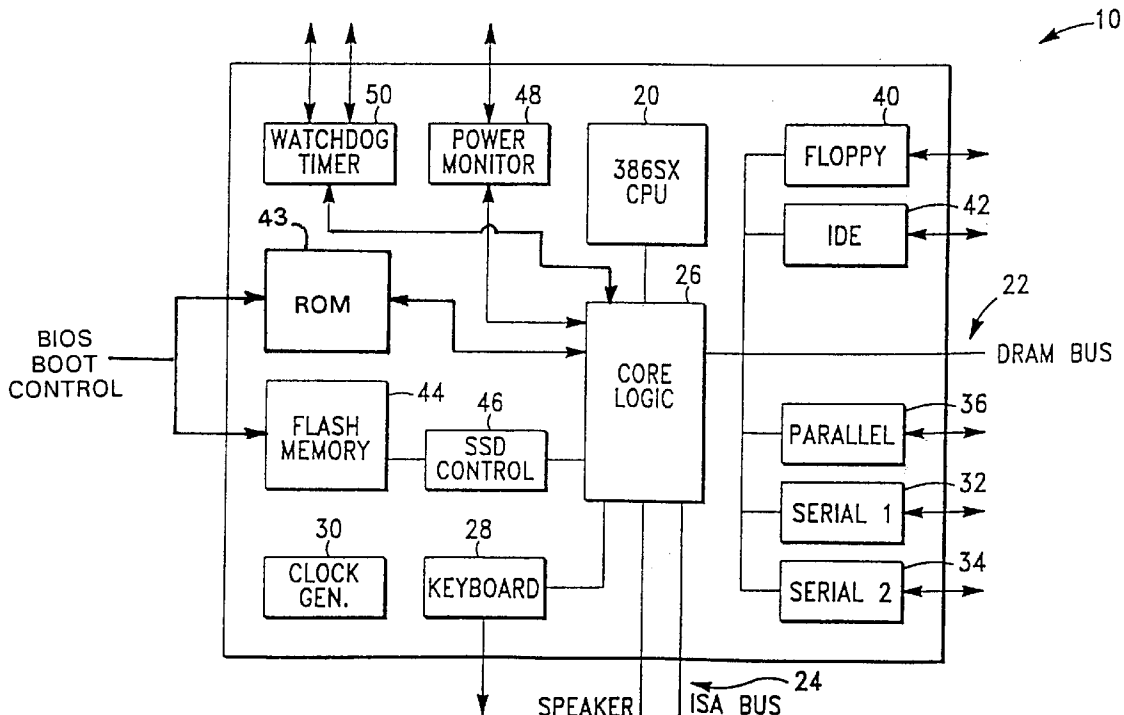 10
50
WATCHDOG
TIMER
48
POWER
MONITOR
20
386SX
CPU
40
FLOPPY
42
IDE
43
ROM
26
CORE
LOGIC
22
DRAM BUS
BIOS
BOOT
CONTROL
44
FLASH
MEMORY
46
SSD
CONTROL
36
PARALLEL
32
SERIAL 1
34
SERIAL 2
30
CLOCK
GEN.
28
KEYBOARD
24
SPEAKER
ISA BUS